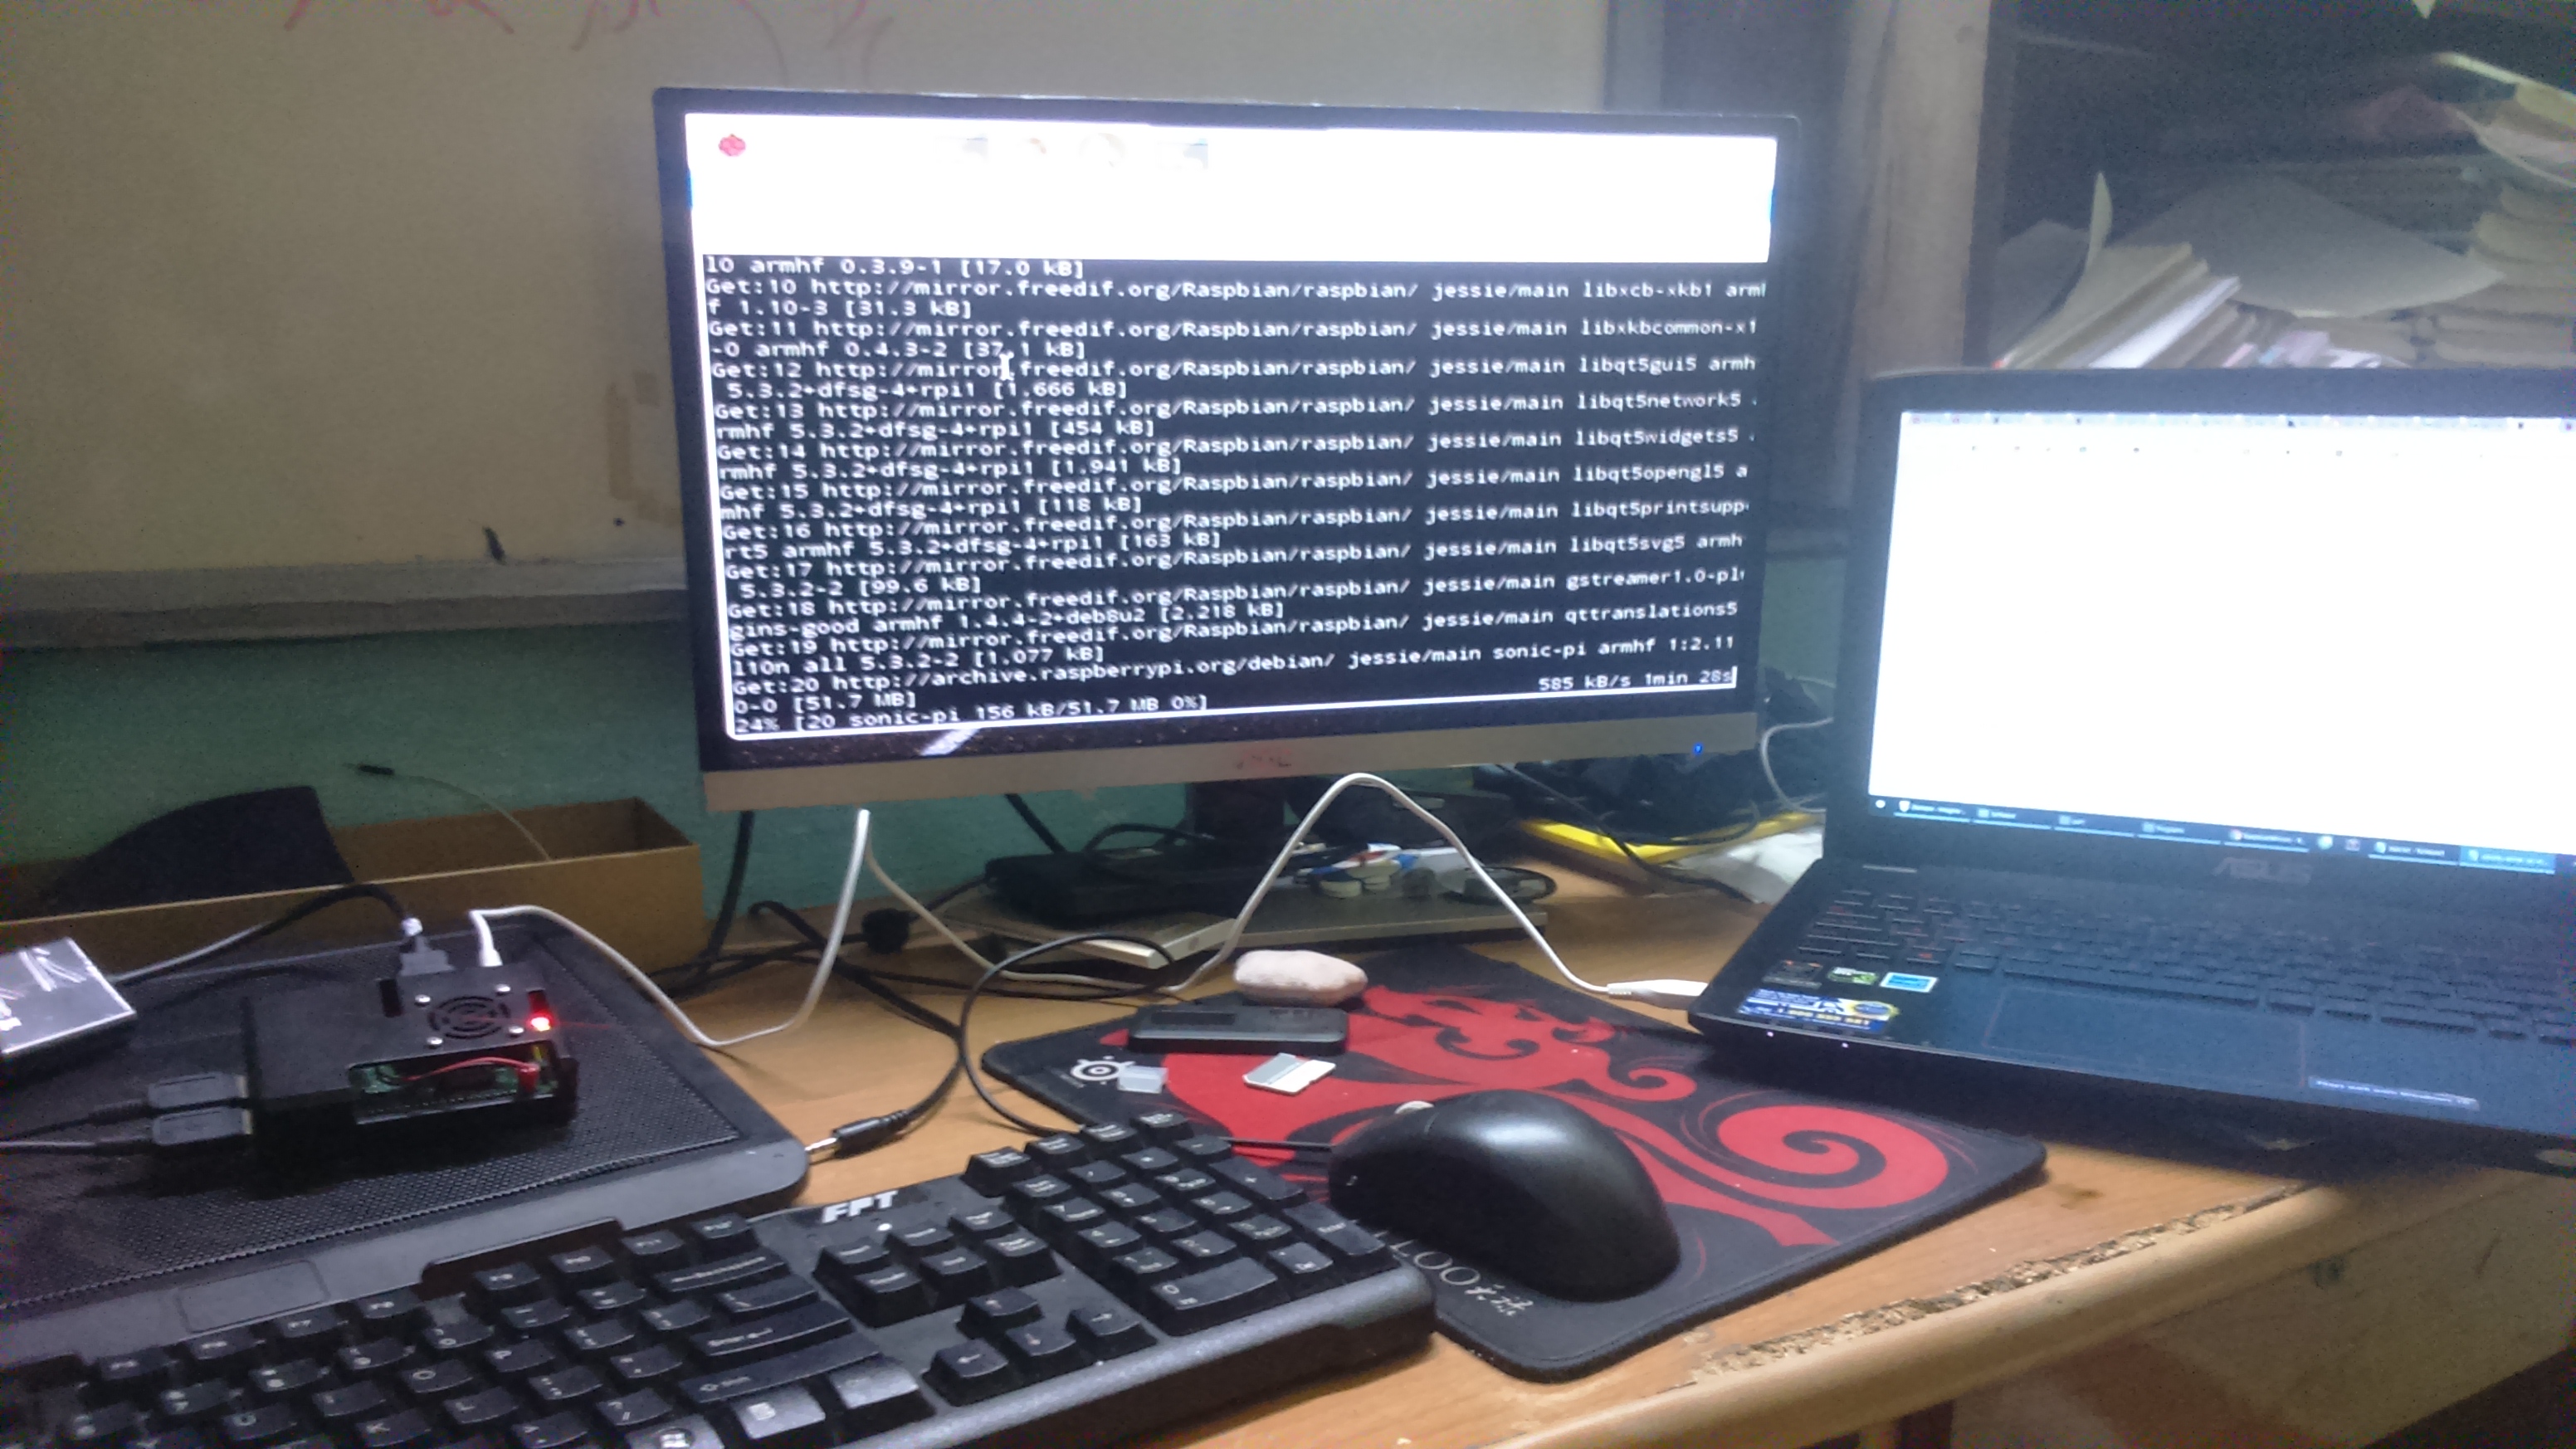 l0 armhf 0.3.9-1 [17.0 kB]
Get:10 http://mirror.freedif.org/Raspbian/raspbian/ jessie/main libxcb-xkb1 armh
f 1.10-3 [31.3 kB]
Get:11 http://mirror.freedif.org/Raspbian/raspbian/ jessie/main libxkbcommon-x1
-0 armhf 0.4.3-2 [37.1 kB]
Get:12 http://mirror.freedif.org/Raspbian/raspbian/ jessie/main libqt5gui5 armh
5.3.2+dfsg-4+rpi1 [1,666 kB]
Get:13 http://mirror.freedif.org/Raspbian/raspbian/ jessie/main libqt5network5
rmhf 5.3.2+dfsg-4+rpi1 [454 kB]
Get:14 http://mirror.freedif.org/Raspbian/raspbian/ jessie/main libqt5widgets5
rmhf 5.3.2+dfsg-4+rpi1 [1,941 kB]
Get:15 http://mirror.freedif.org/Raspbian/raspbian/ jessie/main libqt5opengl5 a
mhf 5.3.2+dfsg-4+rpi1 [118 kB]
Get:16 http://mirror.freedif.org/Raspbian/raspbian/ jessie/main libqt5printsupp
rt5 armhf 5.3.2+dfsg-4+rpi1 [163 kB]
Get:17 http://mirror.freedif.org/Raspbian/raspbian/ jessie/main libqt5svg5 armh
5.3.2-2 [99.6 kB]
Get:18 http://mirror.freedif.org/Raspbian/raspbian/ jessie/main gstreamer1.0-plu
gins-good armhf 1.4.4-2+deb8u2 [2,218 kB]
Get:19 http://mirror.freedif.org/Raspbian/raspbian/ jessie/main qttranslations5
l10n all 5.3.2-2 [1,077 kB]
Get:20 http://archive.raspberrypi.org/debian/ jessie/main sonic-pi armhf 1:2.11
0-0 [51.7 MB]
24% [20 sonic-pi 156 kB/51.7 MB 0%] 585 kB/s 1min 28s
ASUS
FPT